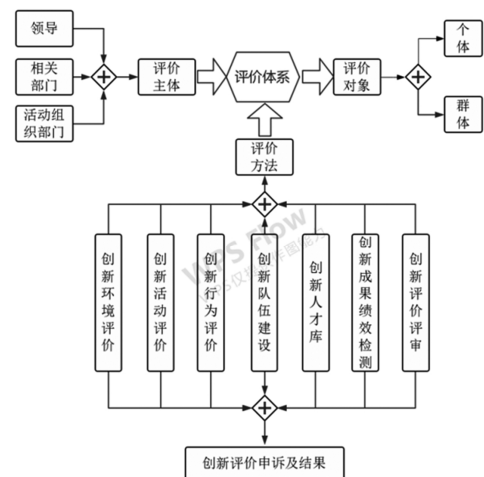 领导
相关
部门
活动组
织部门
评价
主体
评价体系
评价
对象
个
体
群
体
评价
方法
创新环境评价
创新活动评价
创新行为评价
创新队伍建设
创新人才库
创新成果绩效检测
创新评价评审
创新评价申诉及结果
WPS Flow